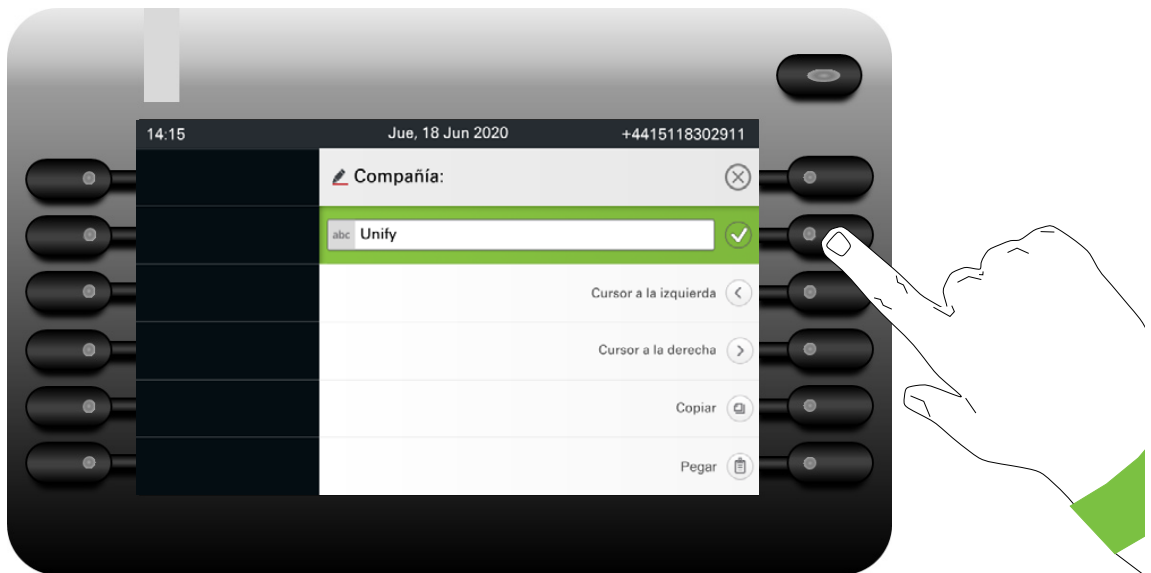 14:15 Jue, 18 Jun 2020 +4415118302911
Compañía:
abc Unify
Cursor a la izquierda
Cursor a la derecha
Copiar
Pegar